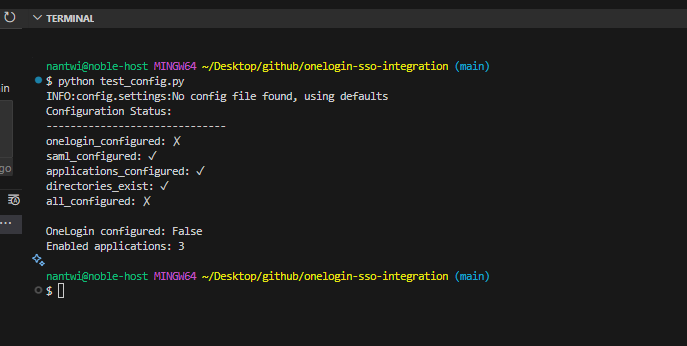 TERMINAL
nantwi@noble-host MINGW64 ~/Desktop/github/onelogin-sso-integration (main)
$ python test_config.py
INFO:config.settings:No config file found, using defaults
Configuration Status:
------------------------------
onelogin_configured: ✗
saml_configured: ✓
applications_configured: ✓
directories_exist: ✓
all_configured: ✗
OneLogin configured: False
Enabled applications: 3
nantwi@noble-host MINGW64 ~/Desktop/github/onelogin-sso-integration (main)
$
in
go